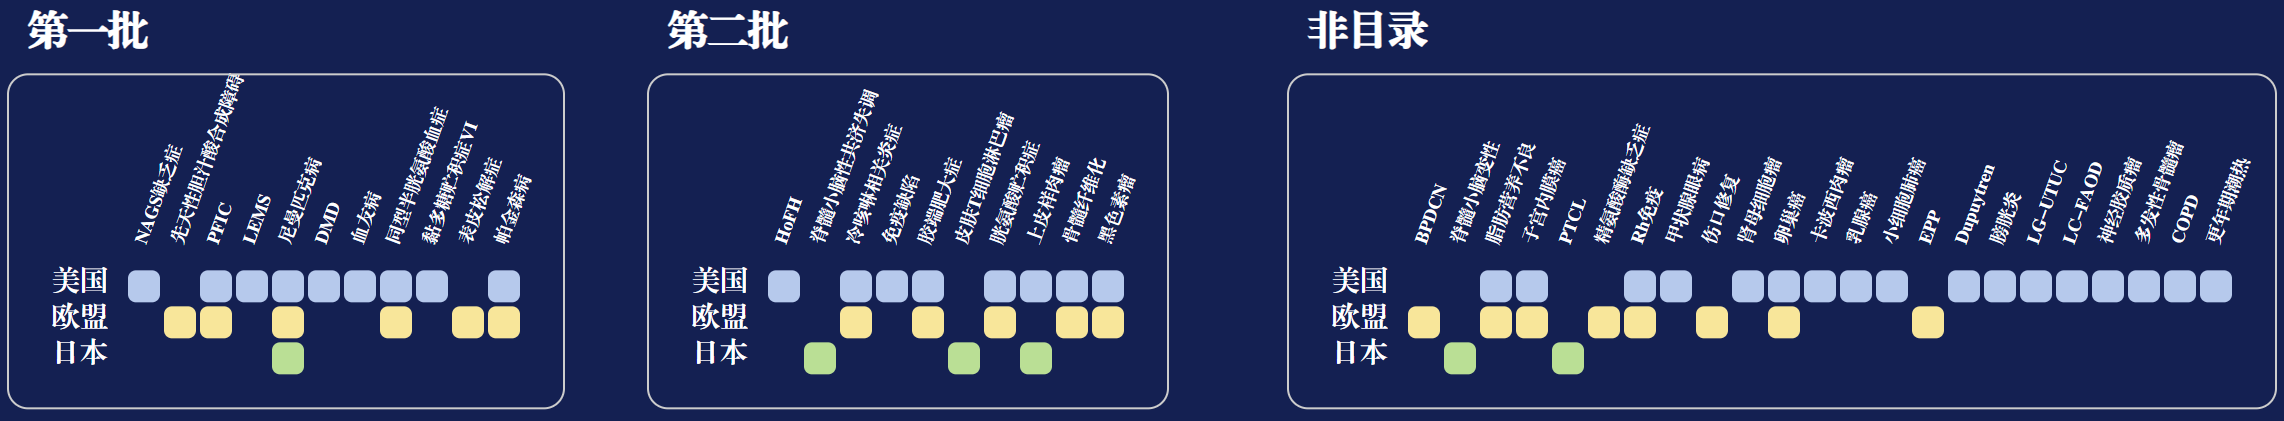 第一批
第二批
非目录
NAGS缺乏症
先天性胆汁酸合成障碍
PFIC
LEMS
尼曼匹克病
DMD
血友病
同型半胱氨酸血症
黏多糖贮积症VI
表皮松解症
帕金森病
美国
欧盟
日本
HoFH
脊髓小脑性共济失调
冷吡啉相关炎症
免疫缺陷
肢端肥大症
皮肤T细胞淋巴瘤
胱氨酸贮积症
上皮样肉瘤
骨髓纤维化
黑色素瘤
美国
欧盟
日本
BPDCN
脊髓小脑变性
脂肪营养不良
子宫内膜癌
PTCL
精氨酸酶缺乏症
Rh免疫
甲状腺眼病
伤口修复
肾母细胞瘤
卵巢癌
卡波西肉瘤
乳腺癌
小细胞肺癌
EPP
Dupuytren
膀胱炎
LG-UTUC
LC-FAOD
神经胶质瘤
多发性骨髓瘤
COPD
更年期潮热
美国
欧盟
日本